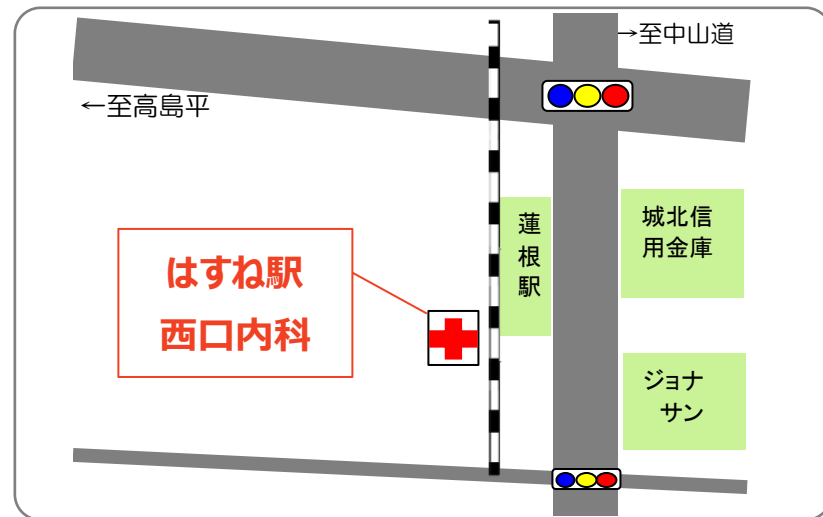 →至中山道
←至高島平
はすね駅
西口内科
蓮根駅
城北信
用金庫
ジョナ
サン